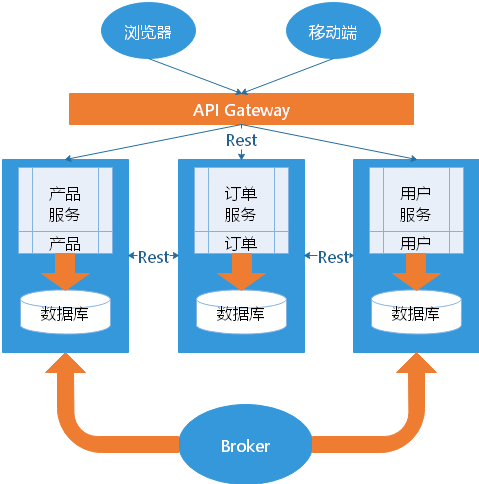 浏览器
移动端
API Gateway
Rest
产品
服务
产品
数据库
Rest
订单
服务
订单
数据库
Rest
用户
服务
用户
数据库
Broker